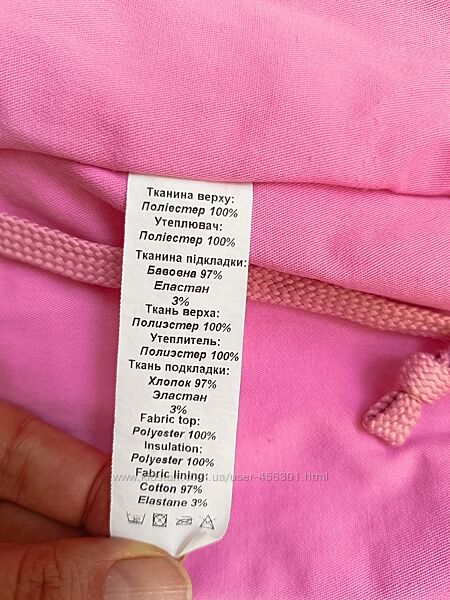 Тканина верху:
Поліестер 100%
Утеплювач:
Поліестер 100%
Тканина підкладки:
Бавовна 97%
Еластан
3%
Ткань верха:
Полиэстер 100%
Утеплитель:
Полиэстер 100%
Ткань подкладки:
Хлопок 97%
Эластан
3%
Fabric top:
Polyester 100%
Insulation:
Polyester 100%
Fabric lining:
Cotton 97%
Elastane 3%